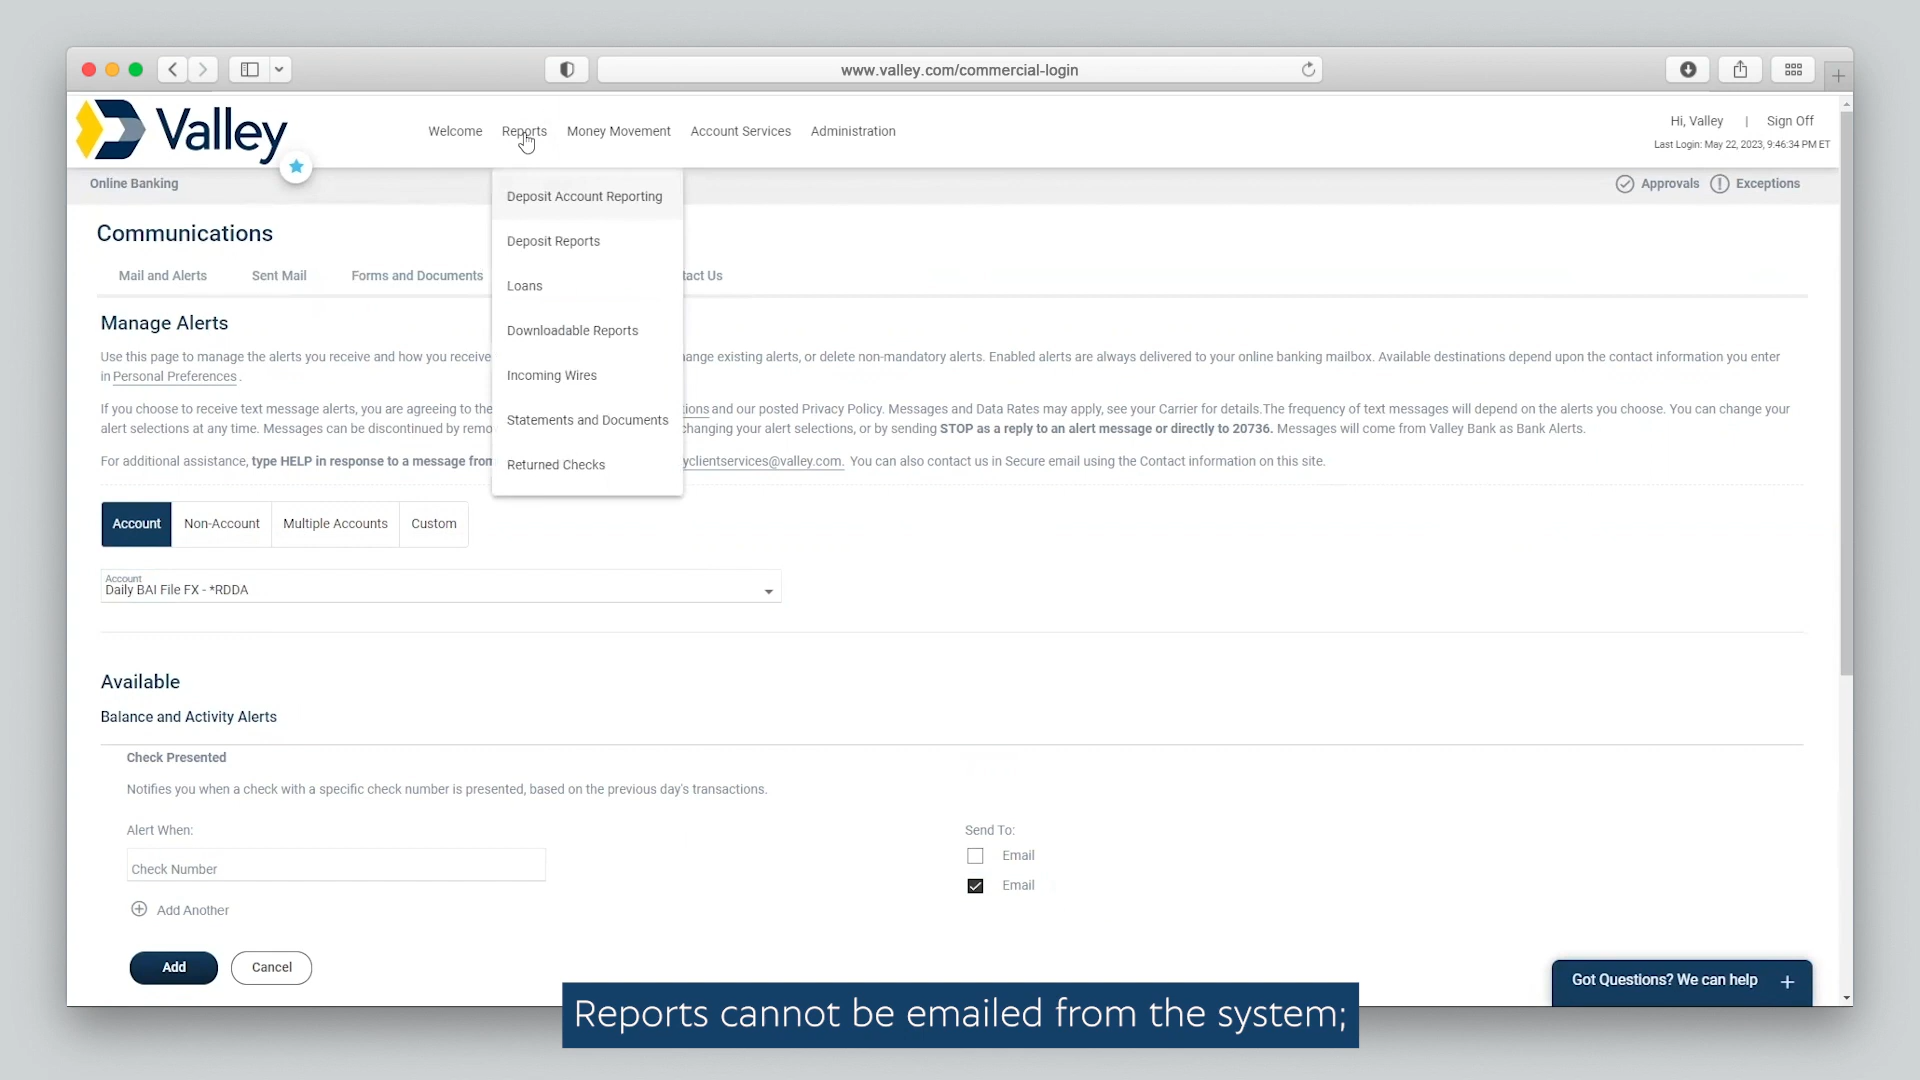 www.valley.com/commercial-login
Valley
Welcome
Reports
Money Movement
Account Services
Administration
Hi, Valley | Sign Off
Last Login: May 22, 2023, 9:46:34 PM ET
Online Banking
Approvals
Exceptions
Deposit Account Reporting
Deposit Reports
Loans
Downloadable Reports
Incoming Wires
Statements and Documents
Returned Checks
Communications
Mail and Alerts
Sent Mail
Forms and Documents
tact Us
Manage Alerts
Use this page to manage the alerts you receive and how you receive ange existing alerts, or delete non-mandatory alerts. Enabled alerts are always delivered to your online banking mailbox. Available destinations depend upon the contact information you enter
in Personal Preferences.
If you choose to receive text message alerts, you are agreeing to the ions and our posted Privacy Policy. Messages and Data Rates may apply, see your Carrier for details.The frequency of text messages will depend on the alerts you choose. You can change your
alert selections at any time. Messages can be discontinued by remo changing your alert selections, or by sending STOP as a reply to an alert message or directly to 20736. Messages will come from Valley Bank as Bank Alerts.
For additional assistance, type HELP in response to a message from yclientservices@valley.com. You can also contact us in Secure email using the Contact information on this site.
Account
Non-Account
Multiple Accounts
Custom
Account
Daily BAI File FX - *RDDA
Available
Balance and Activity Alerts
Check Presented
Notifies you when a check with a specific check number is presented, based on the previous day's transactions.
Alert When:
Send To:
Check Number
Email
Email
Add Another
Add
Cancel
Got Questions? We can help +
Reports cannot be emailed from the system;